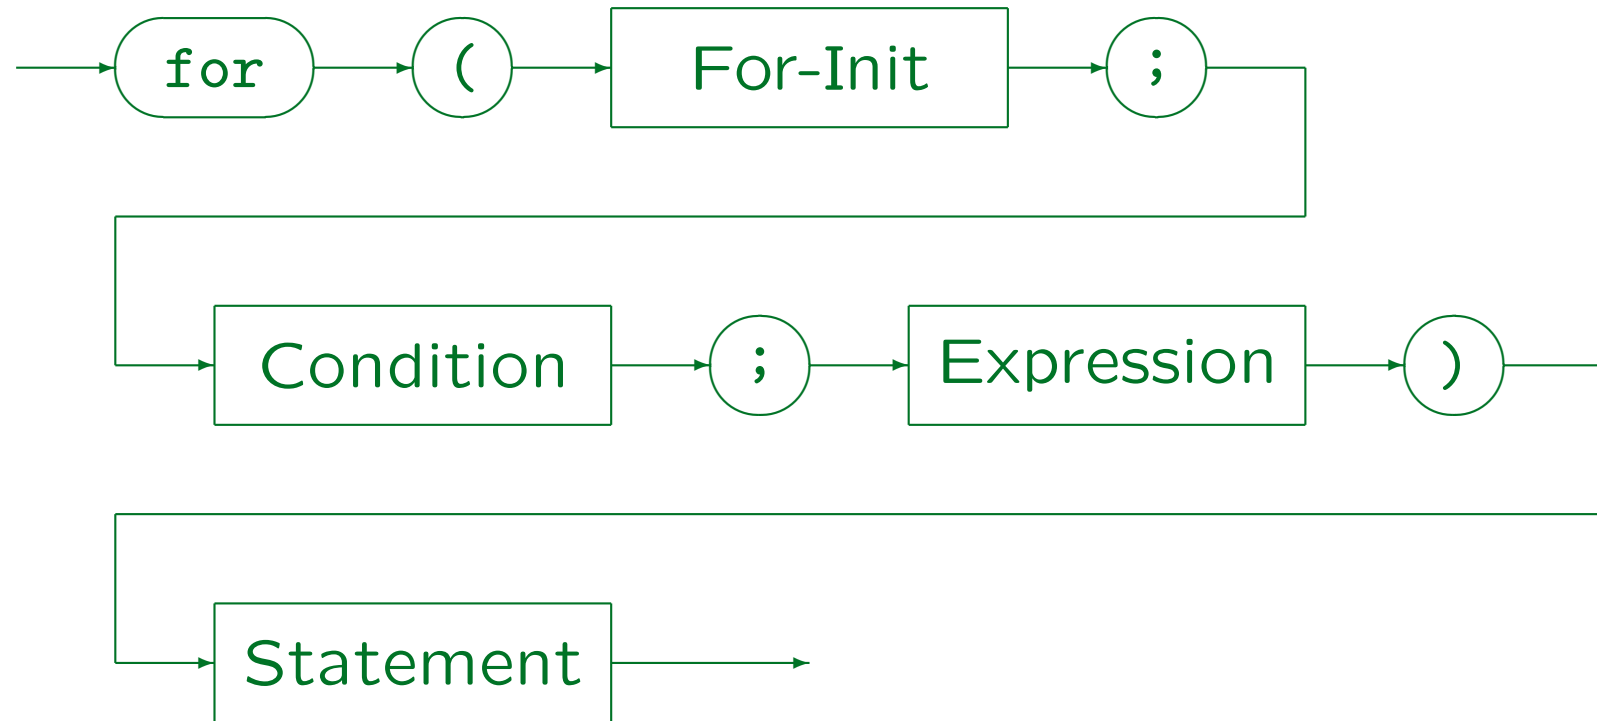 for ( For-Init ;
Condition ; Expression )
Statement